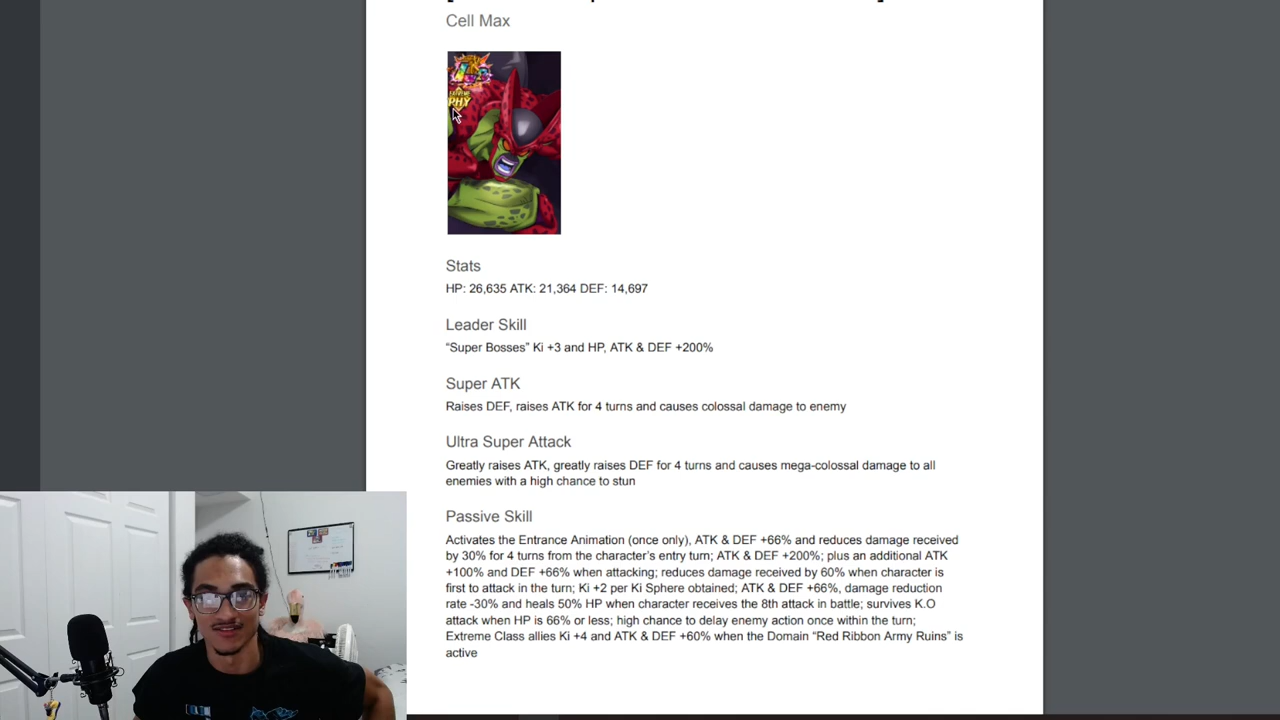 Cell Max
EXTREME
PHY
Stats
HP: 26,635 ATK: 21,364 DEF: 14,697
Leader Skill
“Super Bosses” Ki +3 and HP, ATK & DEF +200%
Super ATK
Raises DEF, raises ATK for 4 turns and causes colossal damage to enemy
Ultra Super Attack
Greatly raises ATK, greatly raises DEF for 4 turns and causes mega-colossal damage to all
enemies with a high chance to stun
Passive Skill
Activates the Entrance Animation (once only), ATK & DEF +66% and reduces damage received
by 30% for 4 turns from the character’s entry turn; ATK & DEF +200%; plus an additional ATK
+100% and DEF +66% when attacking; reduces damage received by 60% when character is
first to attack in the turn; Ki +2 per Ki Sphere obtained; ATK & DEF +66%, damage reduction
rate -30% and heals 50% HP when character receives the 8th attack in battle; survives K.O
attack when HP is 66% or less; high chance to delay enemy action once within the turn;
Extreme Class allies Ki +4 and ATK & DEF +60% when the Domain “Red Ribbon Army Ruins” is
active